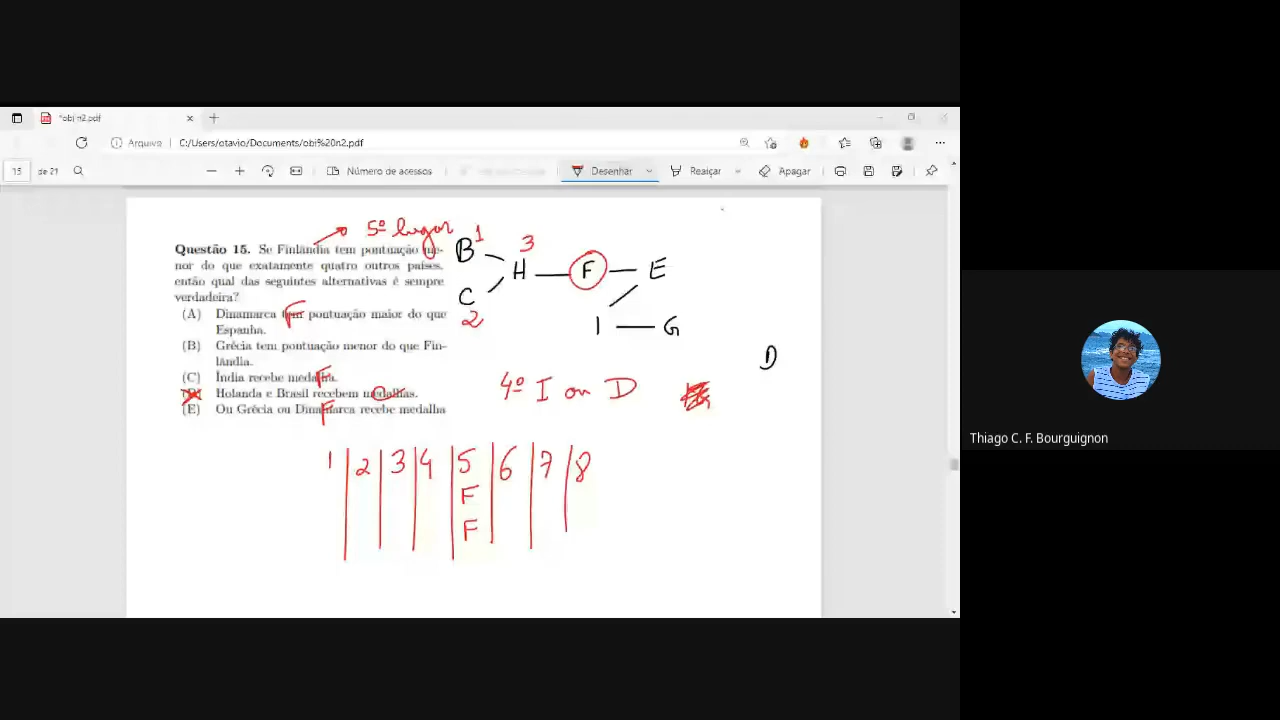 *obi n2.pdf
Arquivo
C:/Users/otavio/Documents/obi%20n2.pdf
15 de 21
Número de acessos
Desenhar
Realçar
Apagar
5º lugar
Questão 15. Se Finlândia tem pontuação me-
nor do que exatamente quatro outros países,
então qual das seguintes alternativas é sempre
verdadeira?
(A) Dinamarca tem pontuação maior do que
Espanha.
(B) Grécia tem pontuação menor do que Fin-
lândia.
(C) Índia recebe medalha.
(D) Holanda e Brasil recebem medalhas.
(E) Ou Grécia ou Dinamarca recebe medalha
F
F
F
B 1
3
H F E
C
2
I G
D
4º I ou D
1 2 3 4 5 6 7 8
F
F
Thiago C. F. Bourguignon